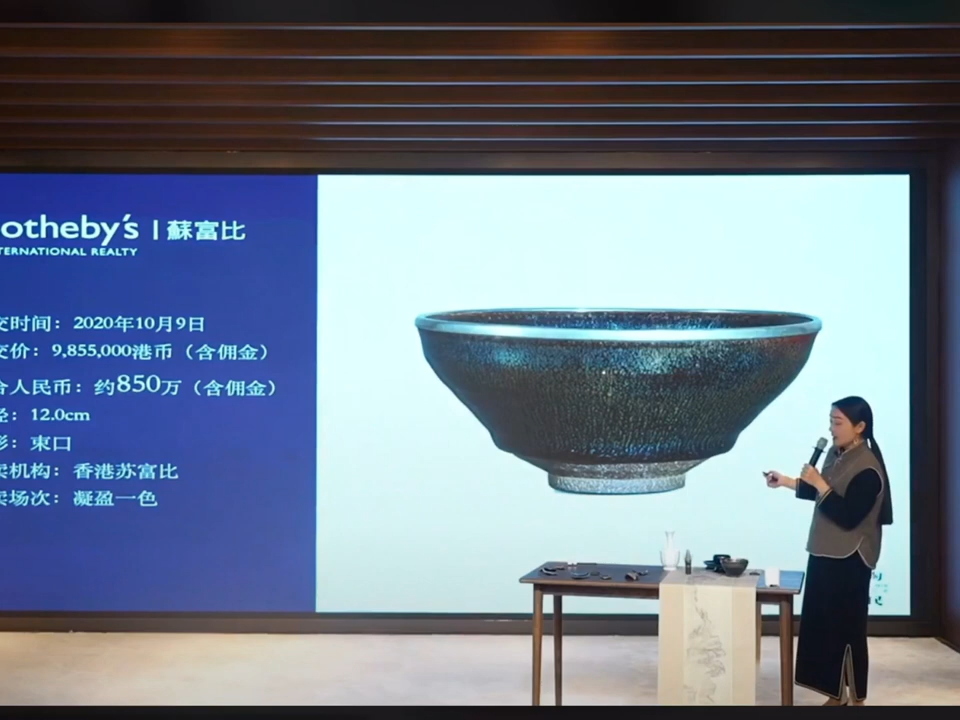 otheby's | 蘇富比
TERNATIONAL REALTY
交时间：2020年10月9日
交价：9,855,000港币（含佣金）
合人民币：约850万（含佣金）
径：12.0cm
形：束口
卖机构：香港苏富比
卖场次：凝盈一色